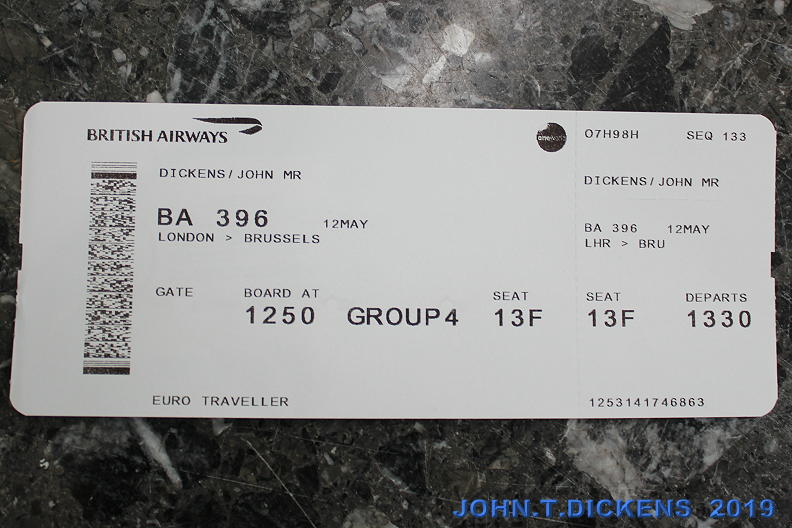 BRITISH AIRWAYS
oneworld
O7H98H SEQ 133
DICKENS/JOHN MR
DICKENS/JOHN MR
BA 396 12MAY
LONDON > BRUSSELS
BA 396 12MAY
LHR > BRU
GATE BOARD AT SEAT SEAT DEPARTS
1250 GROUP4 13F 13F 1330
EURO TRAVELLER
1253141746863
JOHN.T.DICKENS 2019